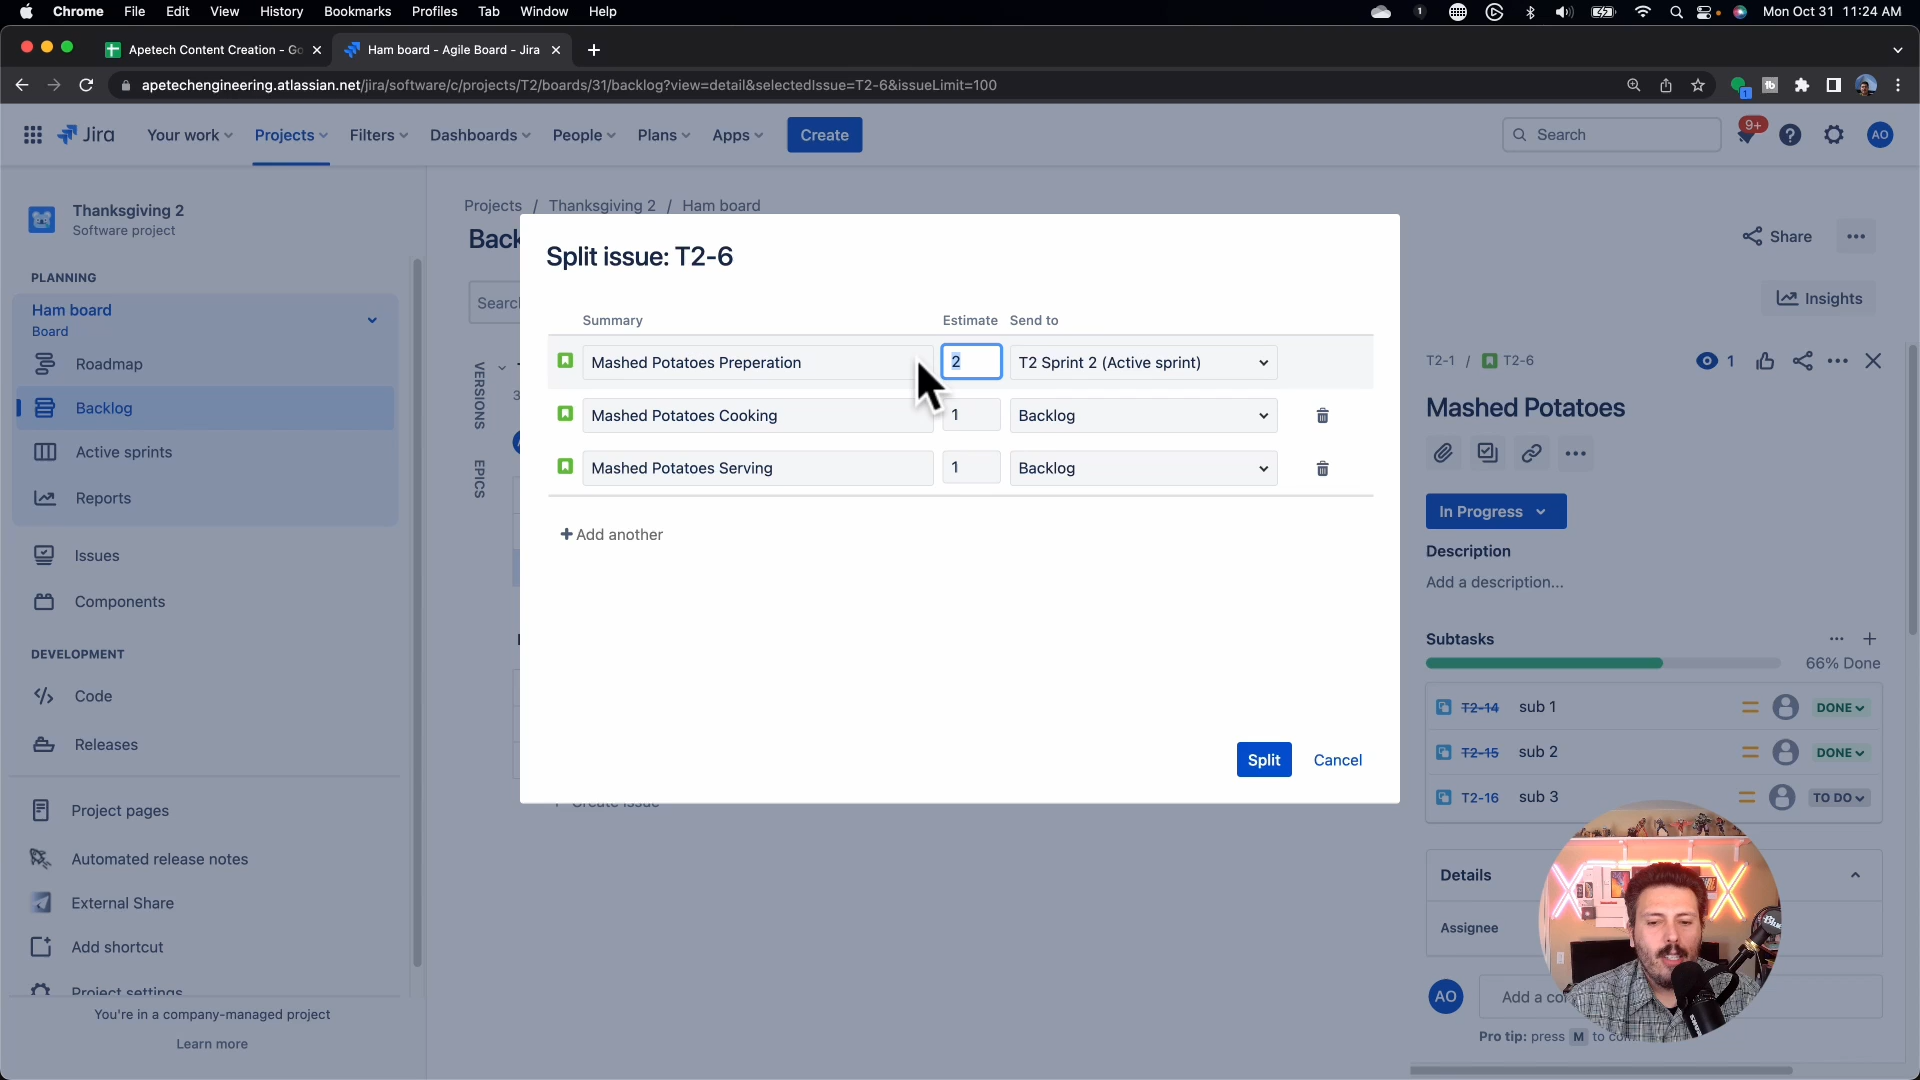 Chrome File Edit View History Bookmarks Profiles Tab Window Help
1
Mon Oct 31 11:24 AM
Apetech Content Creation - Go
Ham board - Agile Board - Jira
apetechengineering.atlassian.net/jira/software/c/projects/T2/boards/31/backlog?view=detail&selectedIssue=T2-6&issueLimit=100
1
Jira
Your work
Projects
Filters
Dashboards
People
Plans
Apps
Create
Search
9+
AO
Thanksgiving 2
Software project
PLANNING
Ham board
Board
Roadmap
Backlog
Active sprints
Reports
Issues
Components
DEVELOPMENT
Code
Releases
Project pages
Automated release notes
External Share
Add shortcut
Project settings
You're in a company-managed project
Learn more
Projects / Thanksgiving 2 / Ham board
Back
Share
Searc
Insights
VERSIONS
EPICS
Split issue: T2-6
Summary Estimate Send to
Mashed Potatoes Preperation 2 T2 Sprint 2 (Active sprint)
Mashed Potatoes Cooking 1 Backlog
Mashed Potatoes Serving 1 Backlog
+ Add another
Split Cancel
T2-1 / T2-6
1
Mashed Potatoes
In Progress
Description
Add a description...
Subtasks
66% Done
T2-14 sub 1 DONE
T2-15 sub 2 DONE
T2-16 sub 3 TO DO
Details
Assignee
AO
Add a co
Pro tip: press M to co